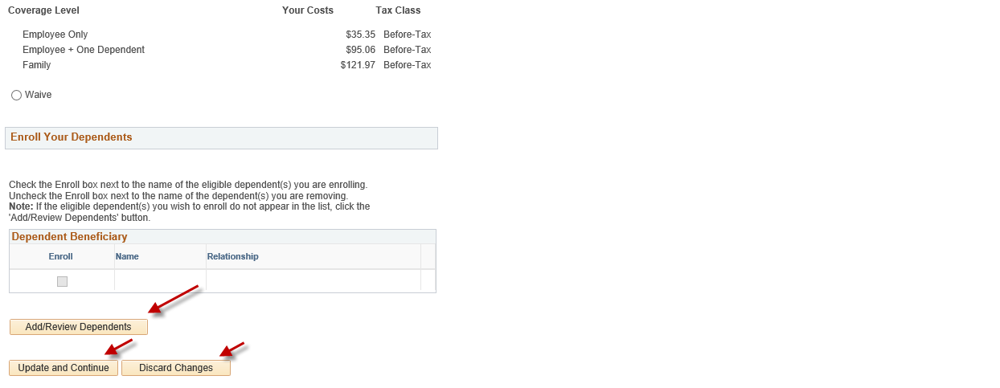 Coverage Level Your Costs Tax Class
Employee Only $35.35 Before-Tax
Employee + One Dependent $95.06 Before-Tax
Family $121.97 Before-Tax
Waive
Enroll Your Dependents
Check the Enroll box next to the name of the eligible dependent(s) you are enrolling.
Uncheck the Enroll box next to the name of the dependent(s) you are removing.
Note: If the eligible dependent(s) you wish to enroll do not appear in the list, click the
'Add/Review Dependents' button.
Dependent Beneficiary
Enroll Name Relationship
Add/Review Dependents
Update and Continue Discard Changes